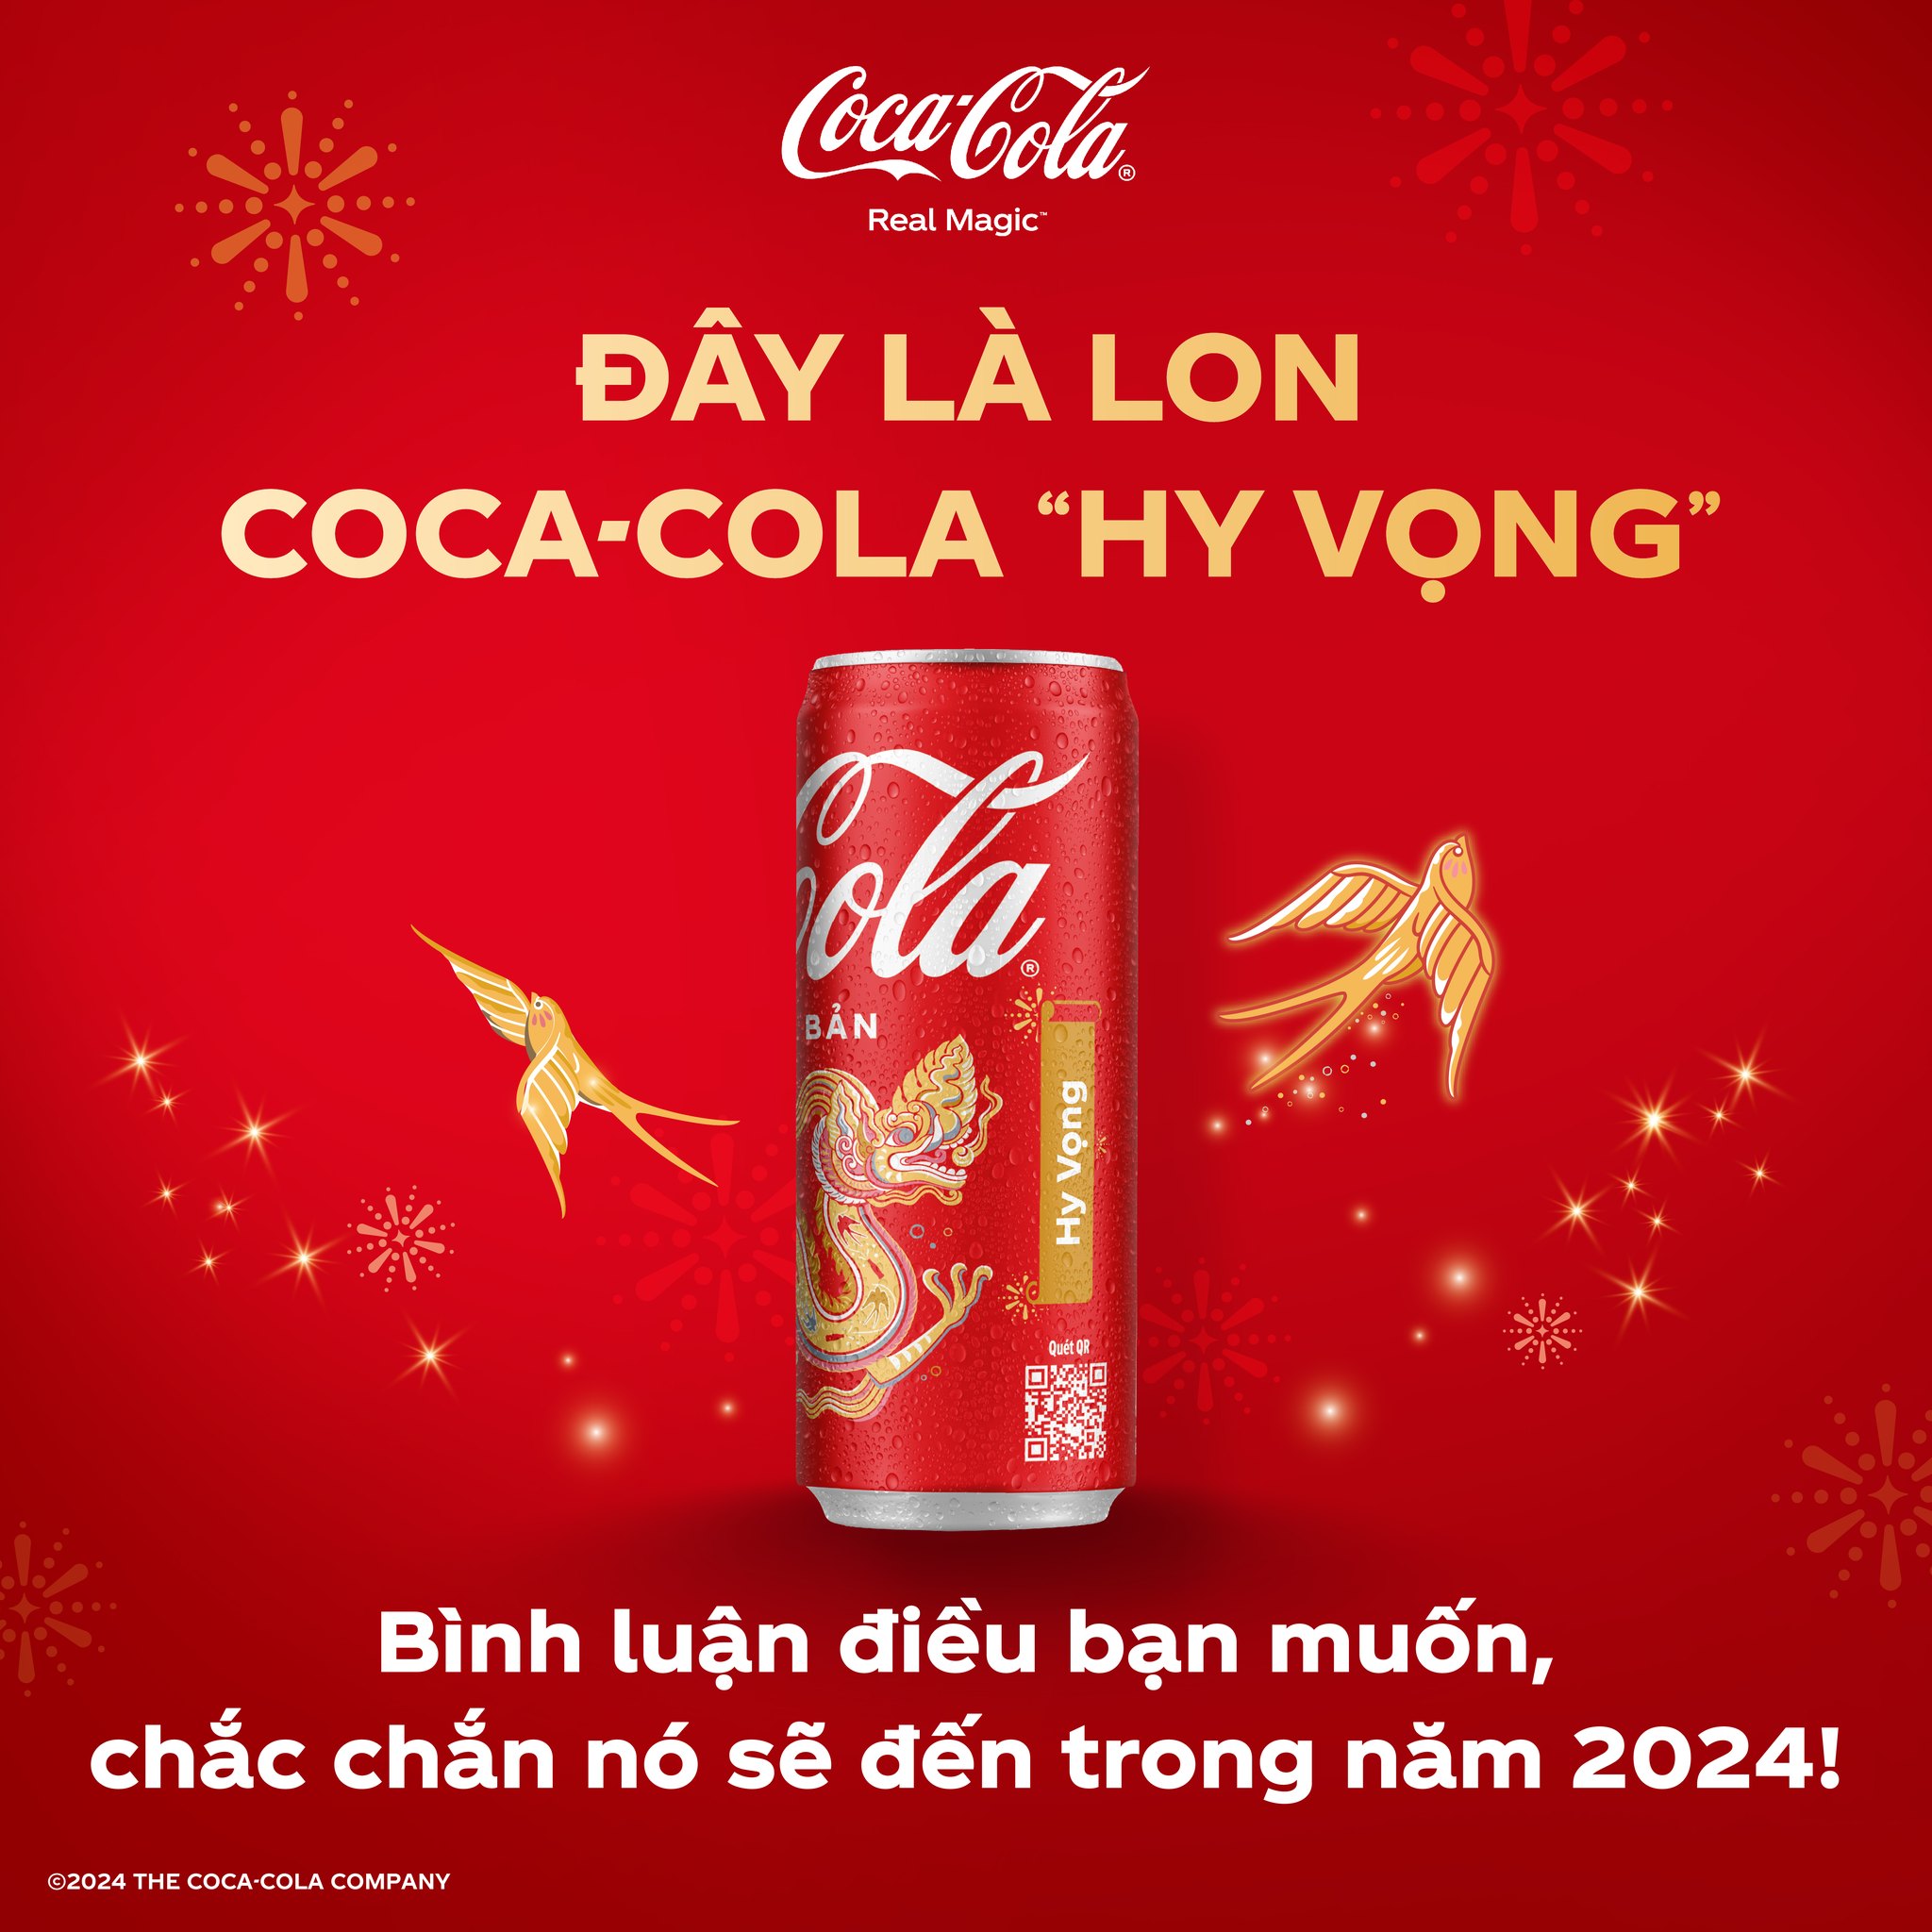 Coca-Cola®
Real Magic™
ĐÂY LÀ LON
COCA-COLA “HY VỌNG”
Cola®
BẢN
Hy Vọng
Quét QR
Bình luận điều bạn muốn,
chắc chắn nó sẽ đến trong năm 2024!
©2024 THE COCA-COLA COMPANY